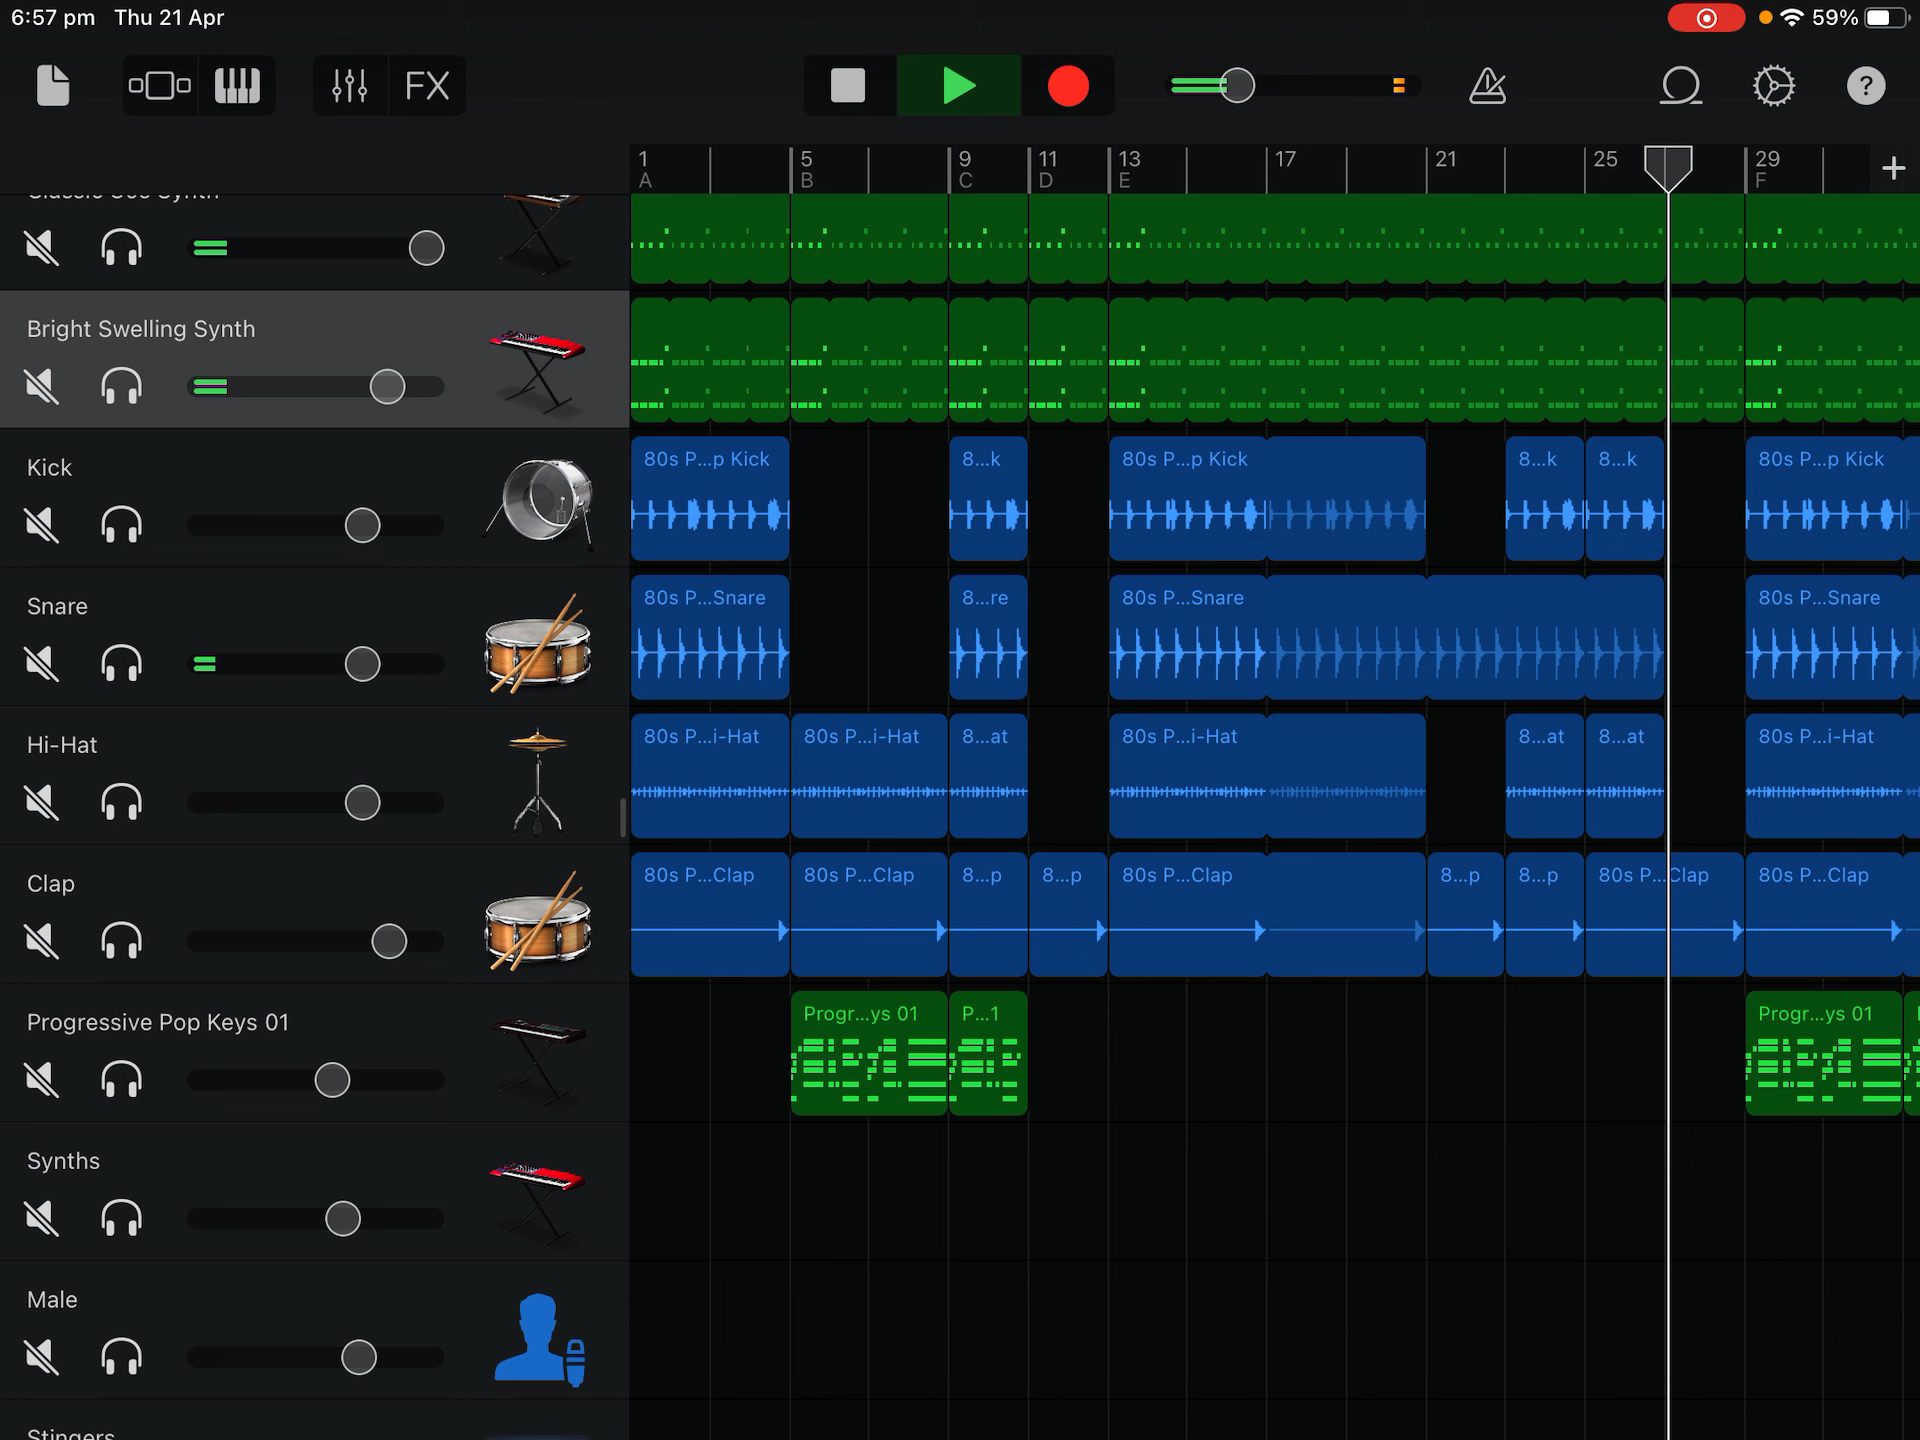 6:57 pm Thu 21 Apr 59%
FX ?
1 5 9 11 13 17 21 25 29 +
A B C D E F
Classic 80s Synth
Bright Swelling Synth
Kick
80s P...p Kick 8...k 80s P...p Kick 8...k 8...k 80s P...p Kick
Snare
80s P...Snare 8...re 80s P...Snare 80s P...Snare
Hi-Hat
80s P...i-Hat 80s P...i-Hat 8...at 80s P...i-Hat 8...at 8...at 80s P...i-Hat
Clap
80s P...Clap 80s P...Clap 8...p 8...p 80s P...Clap 8...p 8...p 80s P...Clap 80s P...Clap
Progressive Pop Keys 01
Progr...ys 01 P...1 Progr...ys 01
Synths
Male
Stingers